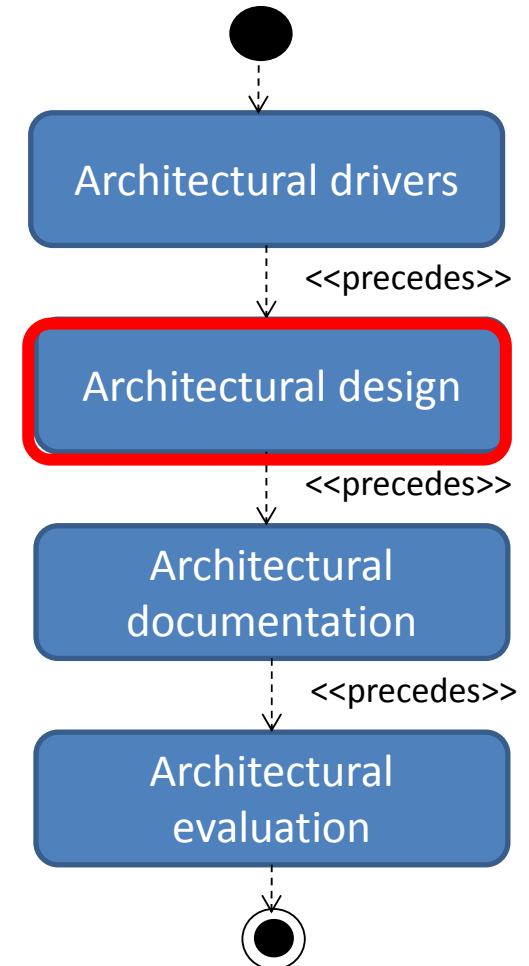 Architectural drivers
<<precedes>>
Architectural design
<<precedes>>
Architectural
documentation
<<precedes>>
Architectural
evaluation